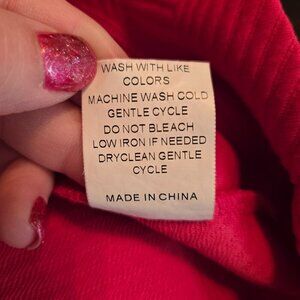 WASH WITH LIKE
COLORS
MACHINE WASH COLD
GENTLE CYCLE
DO NOT BLEACH
LOW IRON IF NEEDED
DRYCLEAN GENTLE
CYCLE
MADE IN CHINA